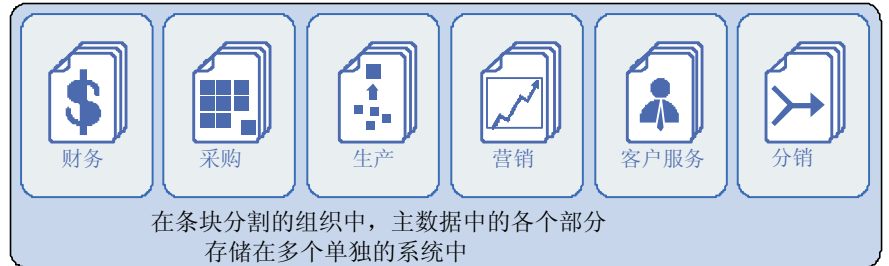 财务
采购
生产
营销
客户服务
分销
在条块分割的组织中，主数据中的各个部分
存储在多个单独的系统中